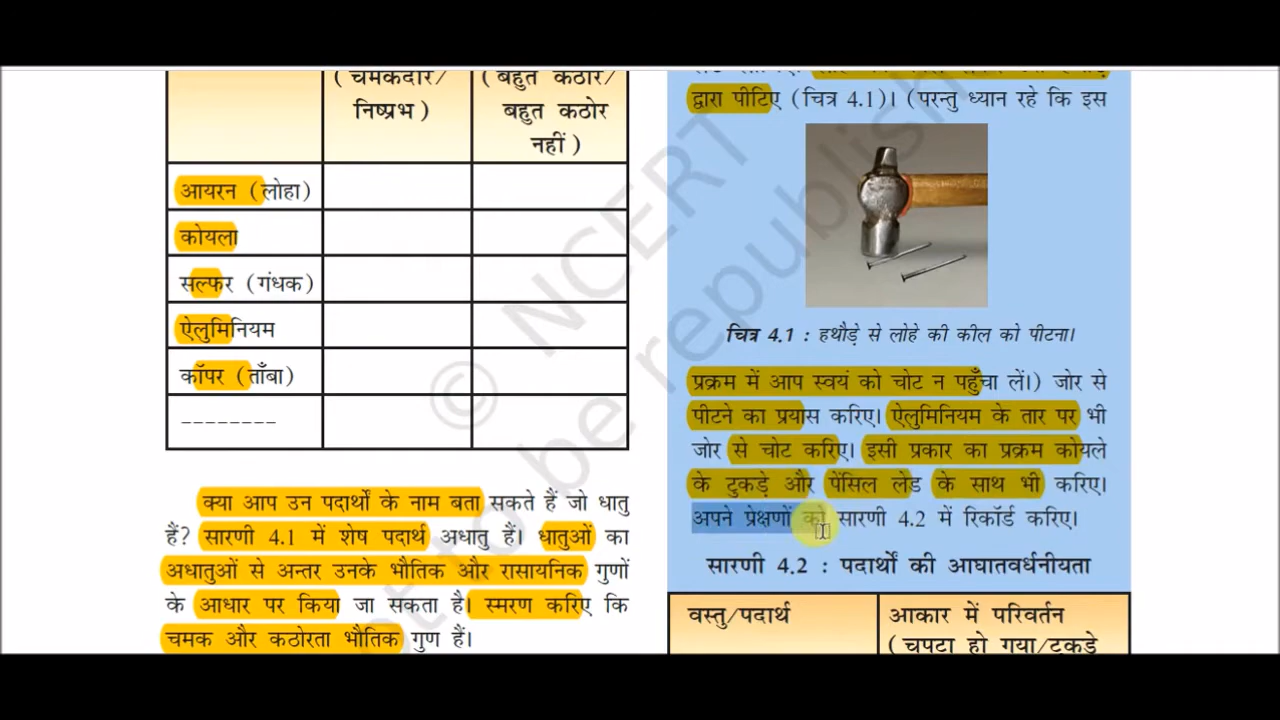 (चमकदार/
निष्प्रभ)
(बहुत कठोर/
बहुत कठोर
नहीं)
आयरन (लोहा)
कोयला
सल्फर (गंधक)
ऐलुमिनियम
कॉपर (ताँबा)
--------
क्या आप उन पदार्थों के नाम बता सकते हैं जो धातु
हैं? सारणी 4.1 में शेष पदार्थ अधातु हैं। धातुओं का
अधातुओं से अन्तर उनके भौतिक और रासायनिक गुणों
के आधार पर किया जा सकता है। स्मरण करिए कि
चमक और कठोरता भौतिक गुण हैं।
द्वारा पीटिए (चित्र 4.1)। (परन्तु ध्यान रहे कि इस
चित्र 4.1 : हथौड़े से लोहे की कील को पीटना।
प्रक्रम में आप स्वयं को चोट न पहुँचा लें।) जोर से
पीटने का प्रयास करिए। ऐलुमिनियम के तार पर भी
जोर से चोट करिए। इसी प्रकार का प्रक्रम कोयले
के टुकड़े और पेंसिल लेड के साथ भी करिए।
अपने प्रेक्षणों को सारणी 4.2 में रिकॉर्ड करिए।
सारणी 4.2 : पदार्थों की आघातवर्धनीयता
वस्तु/पदार्थ
आकार में परिवर्तन
(चपटा हो गया/टुकड़े
© NCERT
be republish